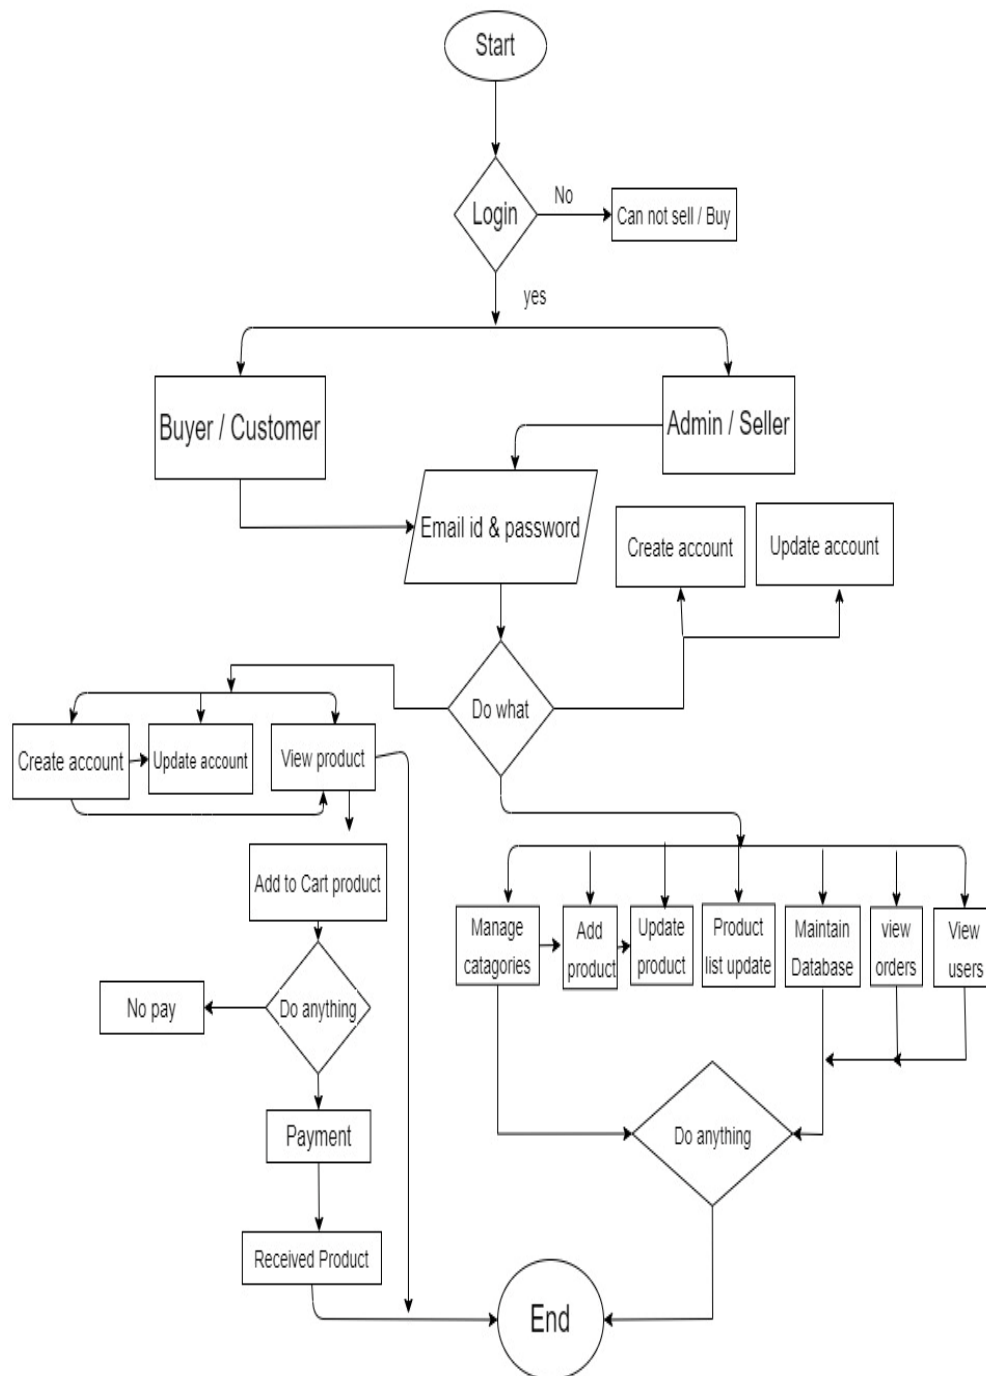 Start
Login
No
Can not sell / Buy
yes
Buyer / Customer
Admin / Seller
Email id & password
Create account
Update account
Do what
Create account
Update account
View product
Add to Cart product
Manage
catagories
Add
product
Update
product
Product
list update
Maintain
Database
view
orders
View
users
No pay
Do anything
Payment
Do anything
Received Product
End